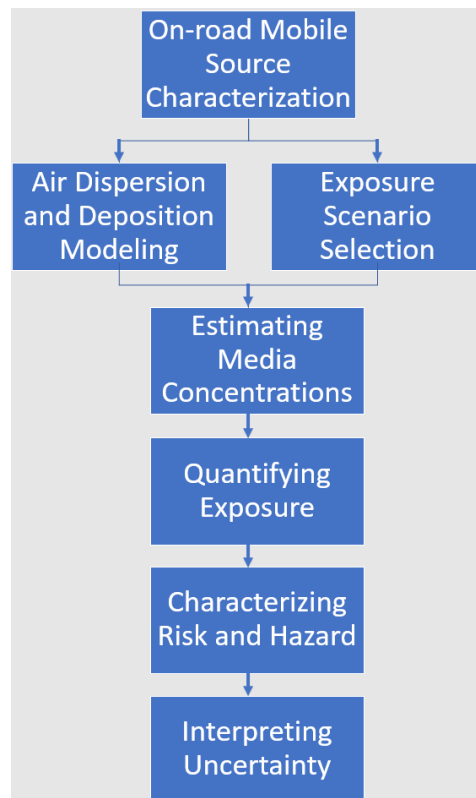 On-road Mobile
Source
Characterization
Air Dispersion
and Deposition
Modeling
Exposure
Scenario
Selection
Estimating
Media
Concentrations
Quantifying
Exposure
Characterizing
Risk and Hazard
Interpreting
Uncertainty